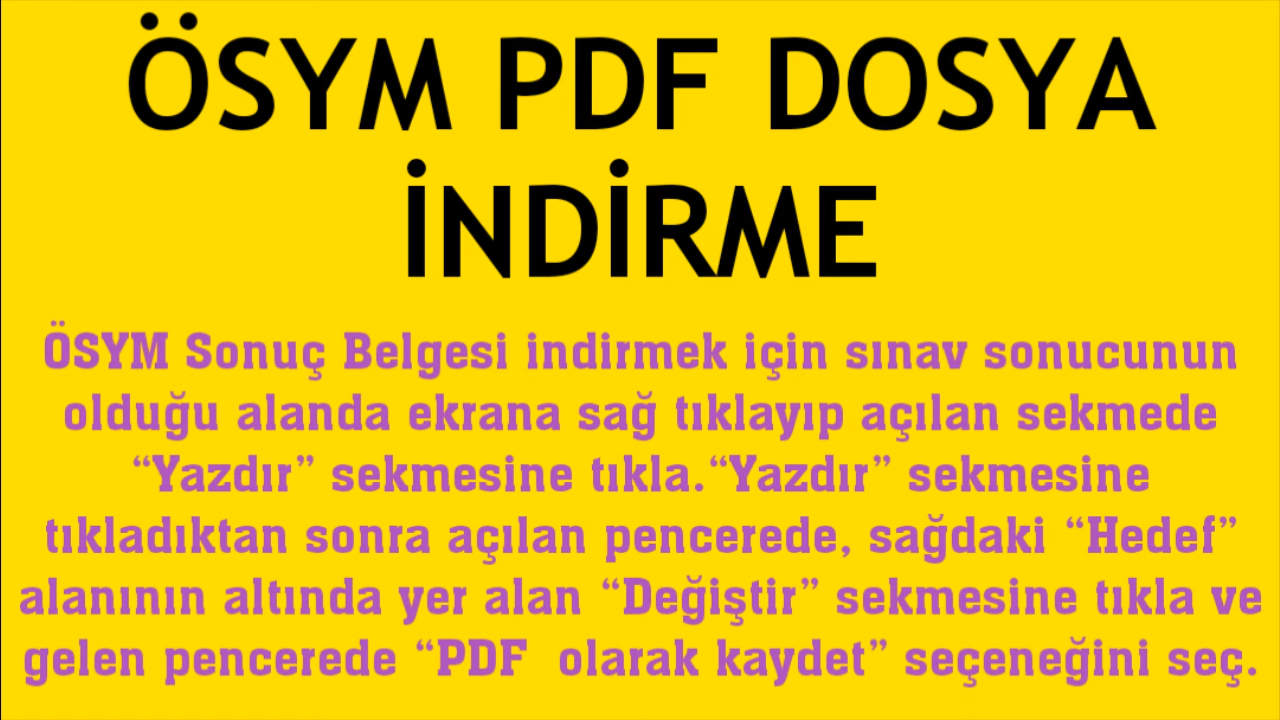 ÖSYM PDF DOSYA
İNDİRME
ÖSYM Sonuç Belgesi indirmek için sınav sonucunun
olduğu alanda ekrana sağ tıklayıp açılan sekmede
“Yazdır” sekmesine tıkla.“Yazdır” sekmesine
tıkladıktan sonra açılan pencerede, sağdaki “Hedef”
alanının altında yer alan “Değiştir” sekmesine tıkla ve
gelen pencerede “PDF  olarak kaydet” seçeneğini seç.